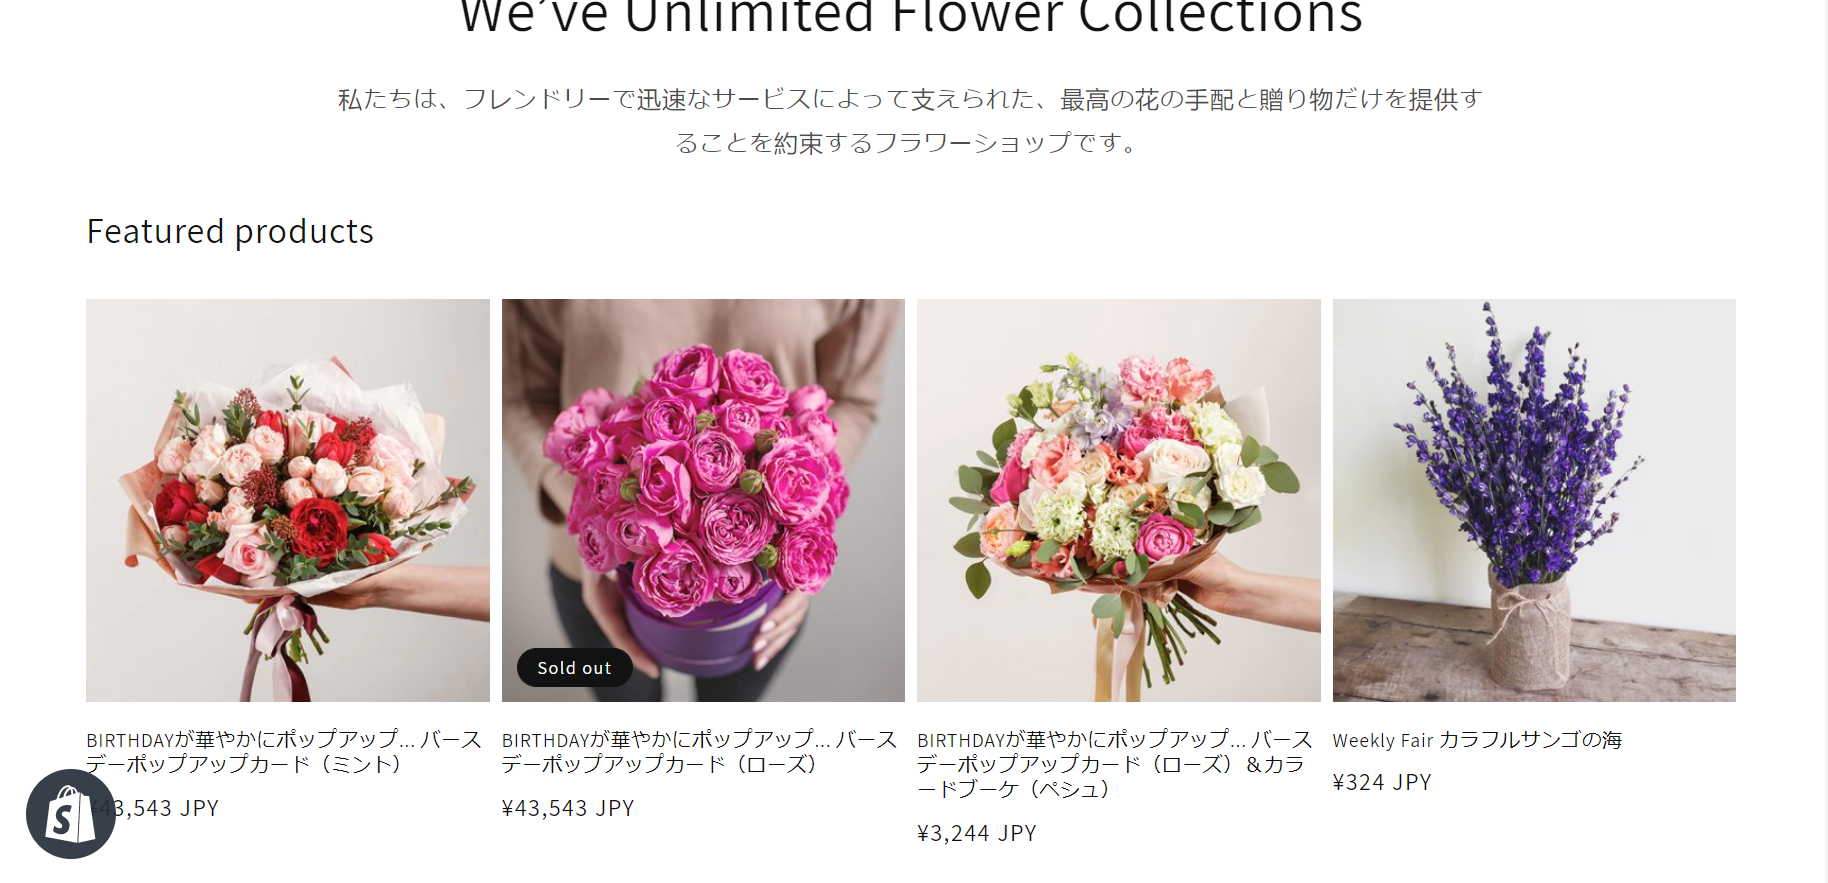 We've Unlimited Flower Collections
私たちは、フレンドリーで迅速なサービスによって支えられた、最高の花の手配と贈り物だけを提供す
ることを約束するフラワーショップです。
Featured products
Sold out
BIRTHDAYが華やかにポップアップ... バース
デーポップアップカード（ミント）
¥43,543 JPY
BIRTHDAYが華やかにポップアップ... バース
デーポップアップカード（ローズ）
¥43,543 JPY
BIRTHDAYが華やかにポップアップ... バース
デーポップアップカード（ローズ）＆カラ
ードブーケ（ペシュ）
¥3,244 JPY
Weekly Fair カラフルサンゴの海
¥324 JPY